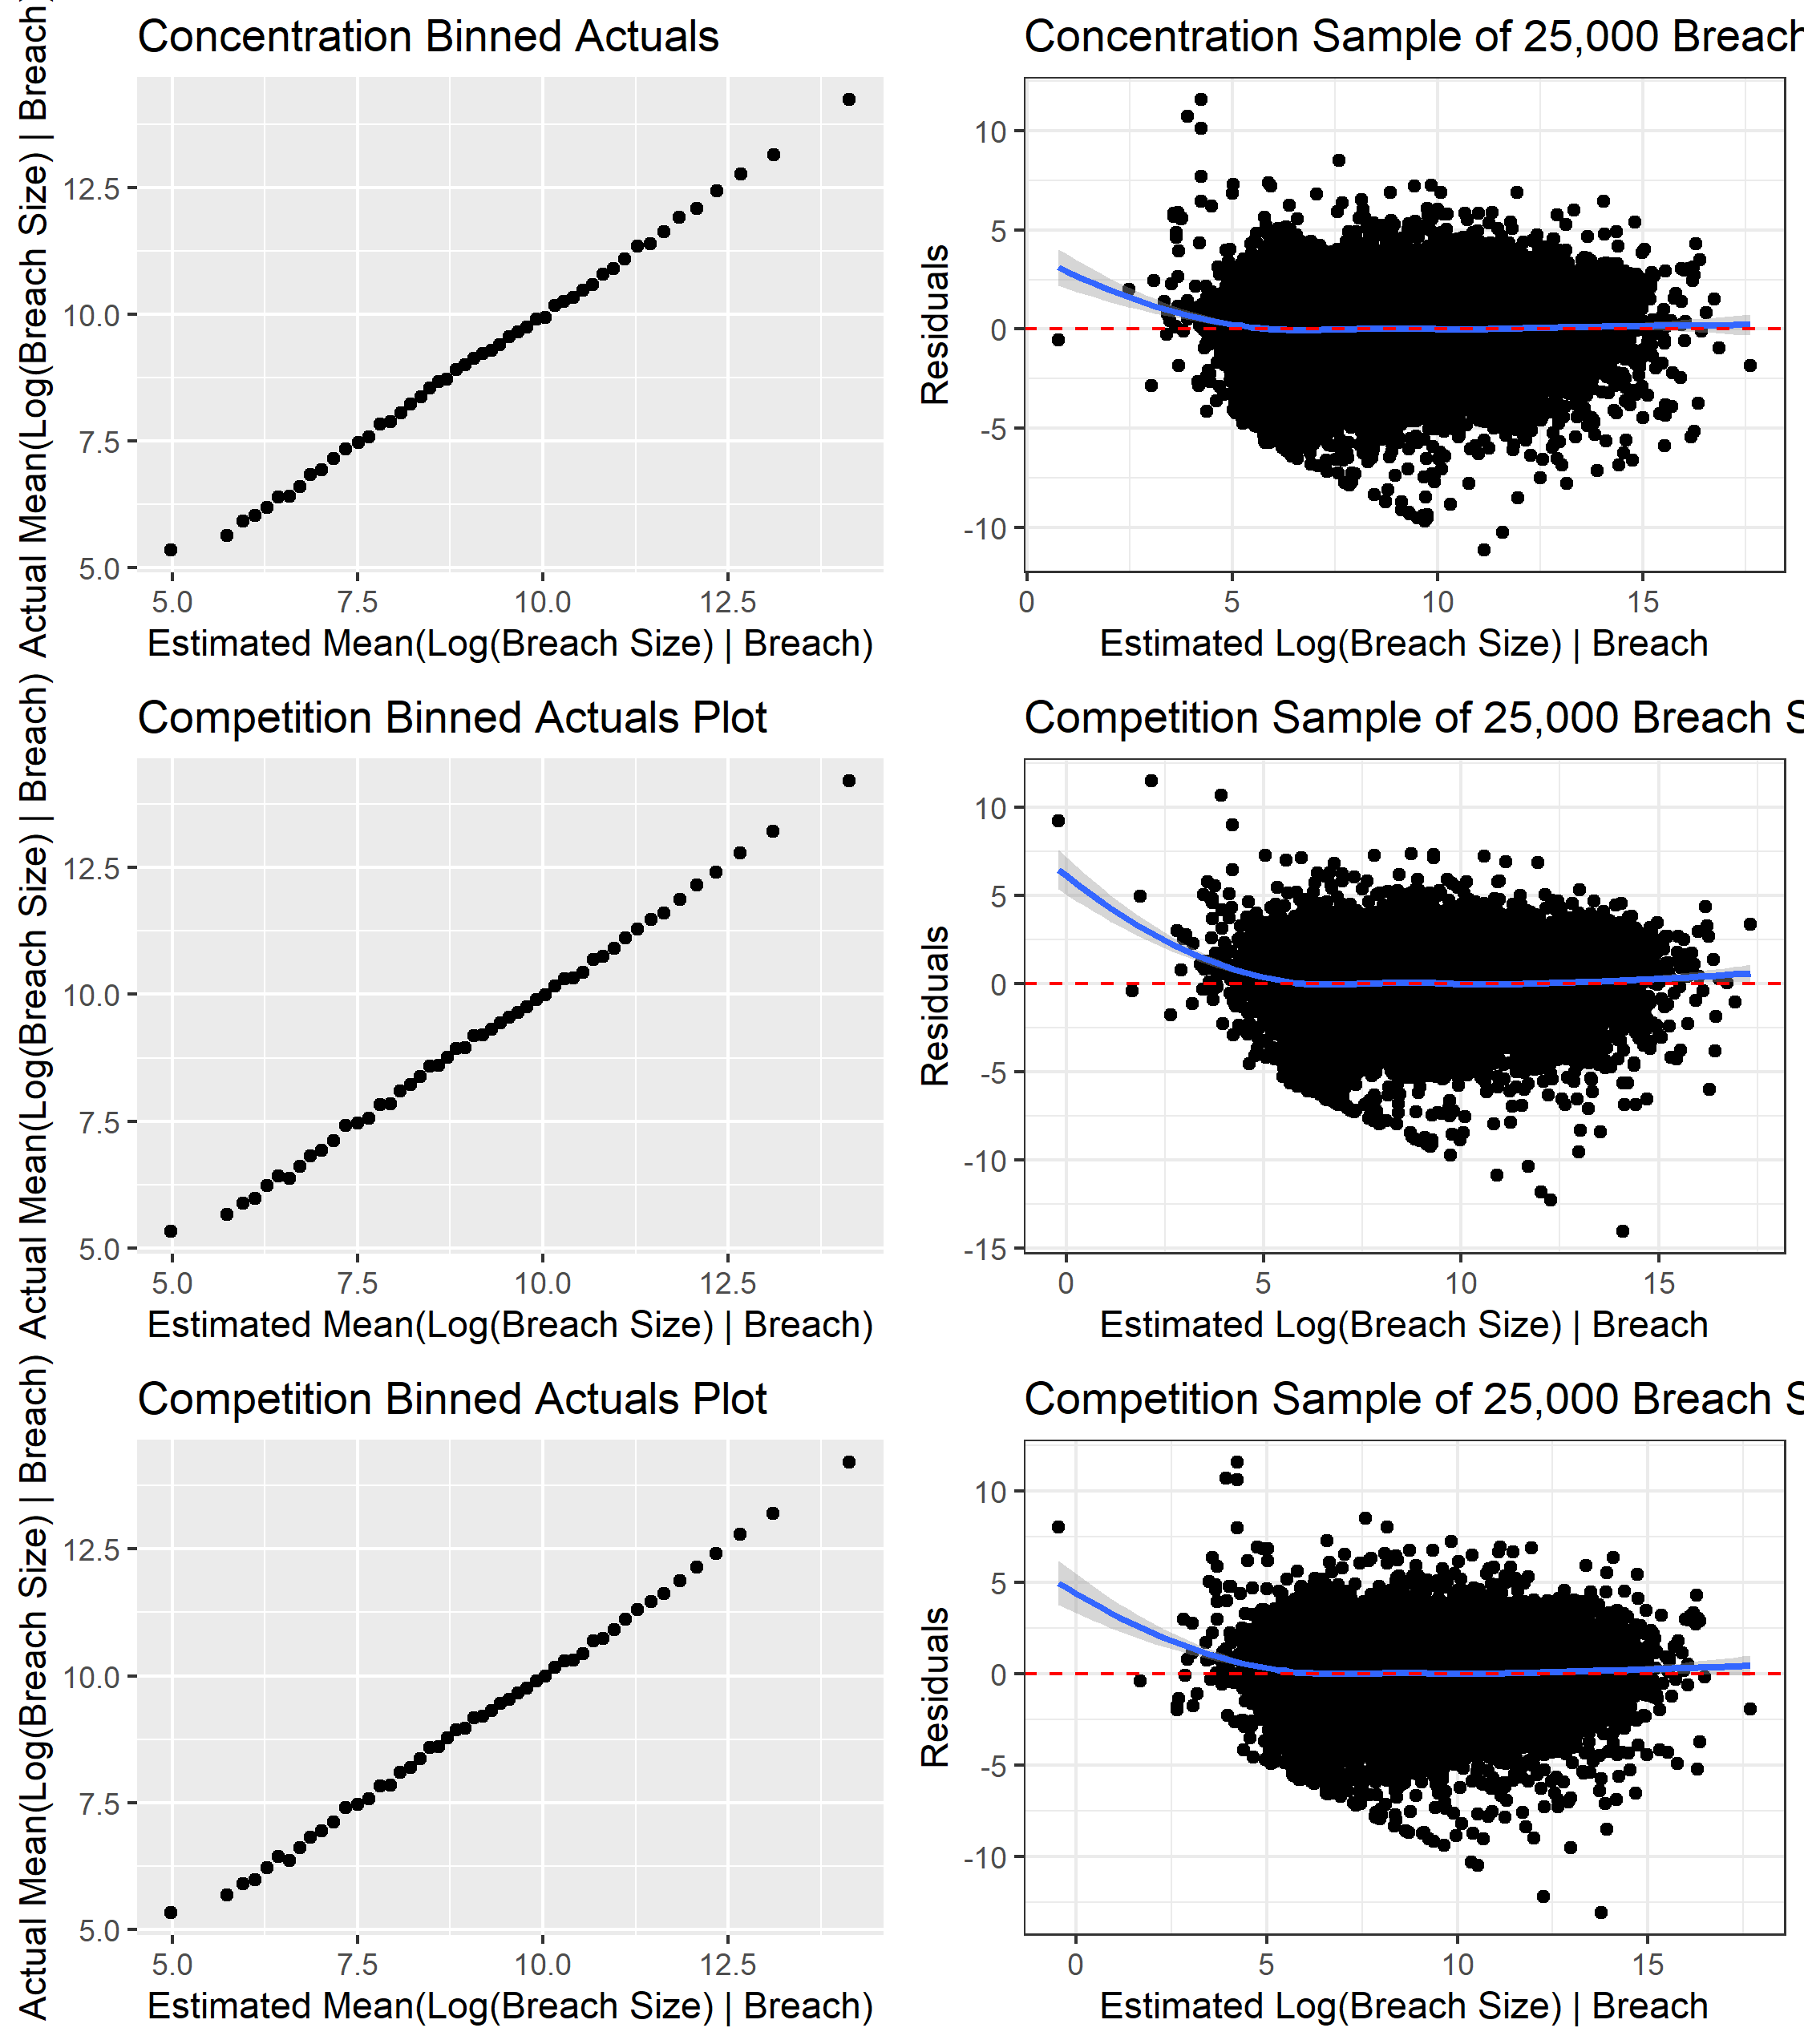 Concentration Binned Actuals
Actual Mean(Log(Breach Size) | Breach)
12.5
10.0
7.5
5.0
5.0 7.5 10.0 12.5
Estimated Mean(Log(Breach Size) | Breach)
Concentration Sample of 25,000 Breach
Residuals
10
5
0
-5
-10
0 5 10 15
Estimated Log(Breach Size) | Breach
Competition Binned Actuals Plot
Actual Mean(Log(Breach Size) | Breach)
12.5
10.0
7.5
5.0
5.0 7.5 10.0 12.5
Estimated Mean(Log(Breach Size) | Breach)
Competition Sample of 25,000 Breach S
Residuals
10
5
0
-5
-10
-15
0 5 10 15
Estimated Log(Breach Size) | Breach
Competition Binned Actuals Plot
Actual Mean(Log(Breach Size) | Breach)
12.5
10.0
7.5
5.0
5.0 7.5 10.0 12.5
Estimated Mean(Log(Breach Size) | Breach)
Competition Sample of 25,000 Breach S
Residuals
10
5
0
-5
-10
0 5 10 15
Estimated Log(Breach Size) | Breach